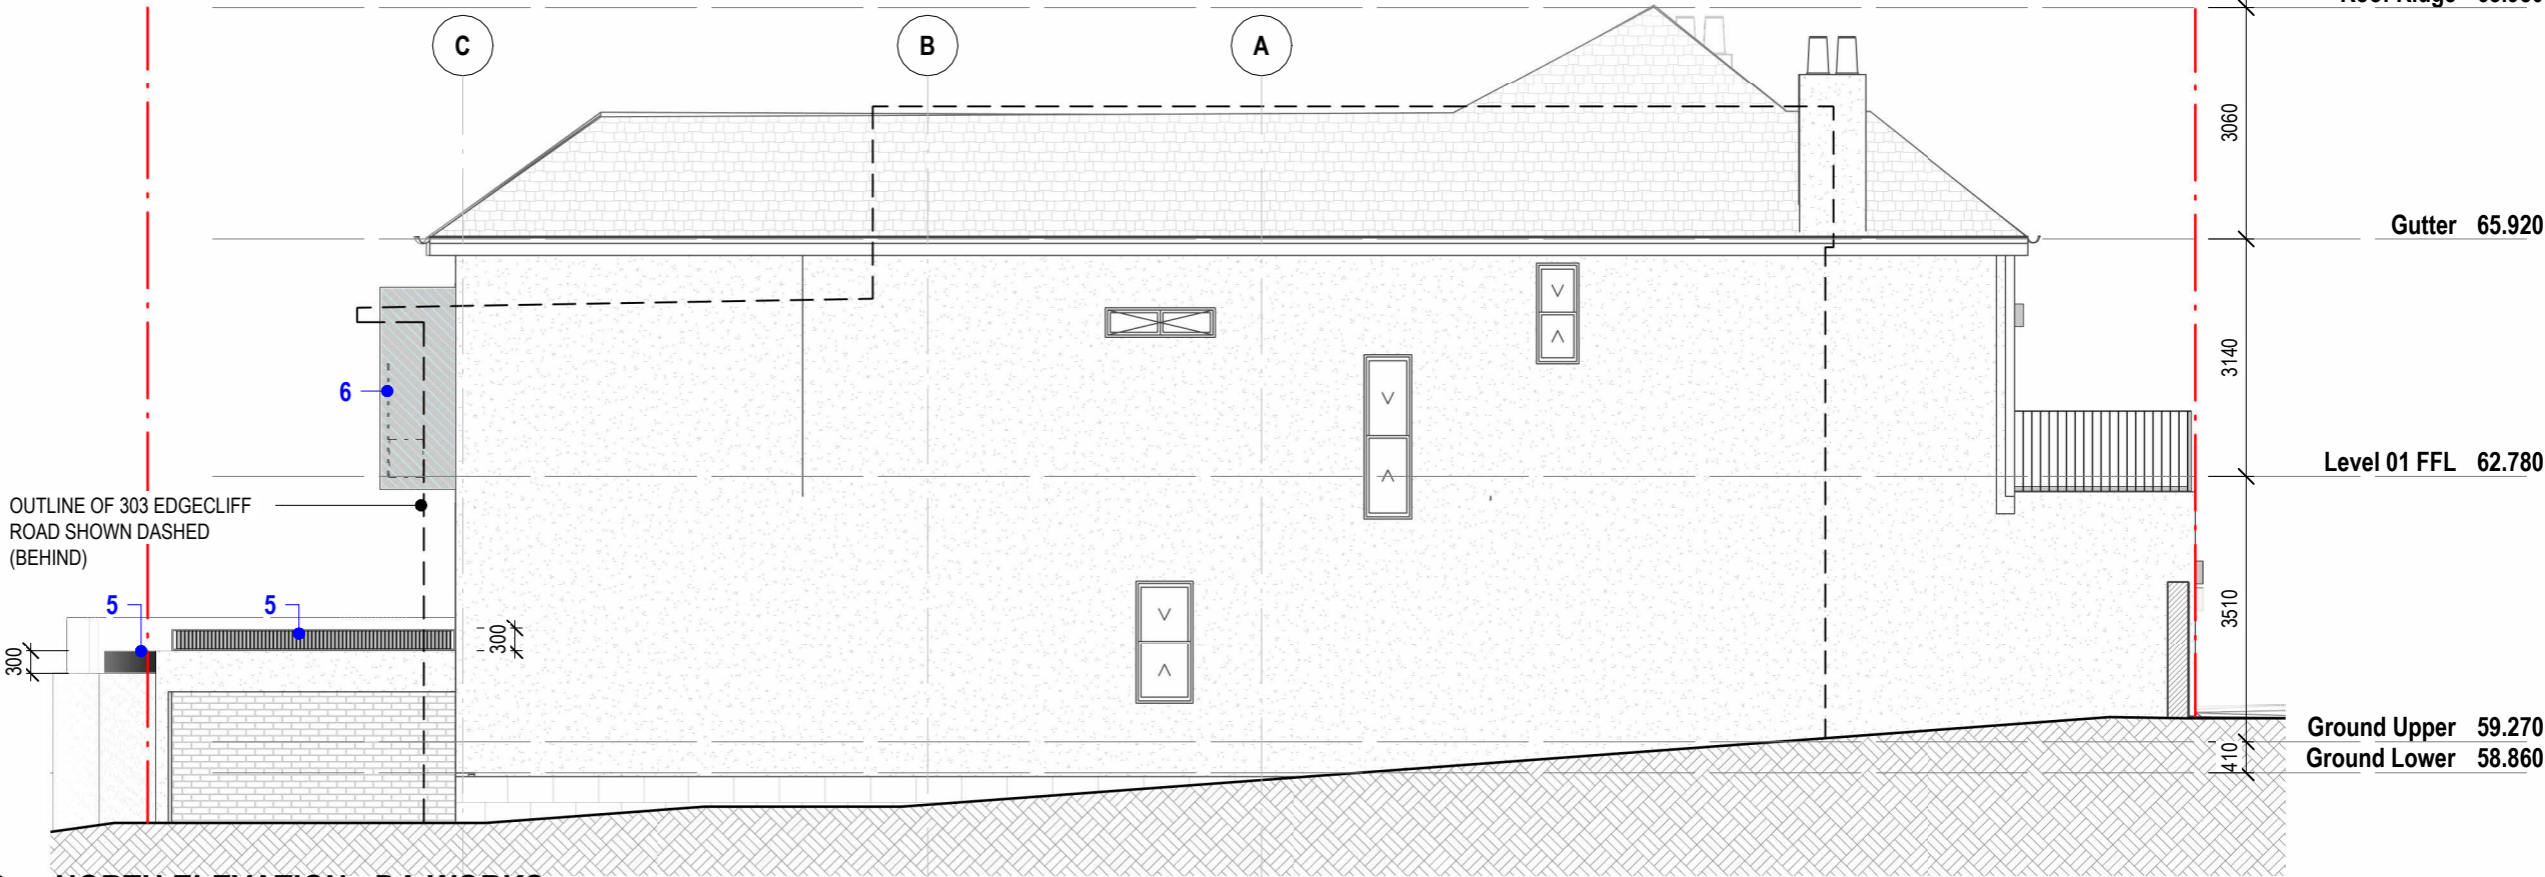 C
B
A
3060
Gutter 65.920
3140
6
Level 01 FFL 62.780
OUTLINE OF 303 EDGECLIFF
ROAD SHOWN DASHED
(BEHIND)
5
5
300
300
3510
Ground Upper 59.270
410
Ground Lower 58.860